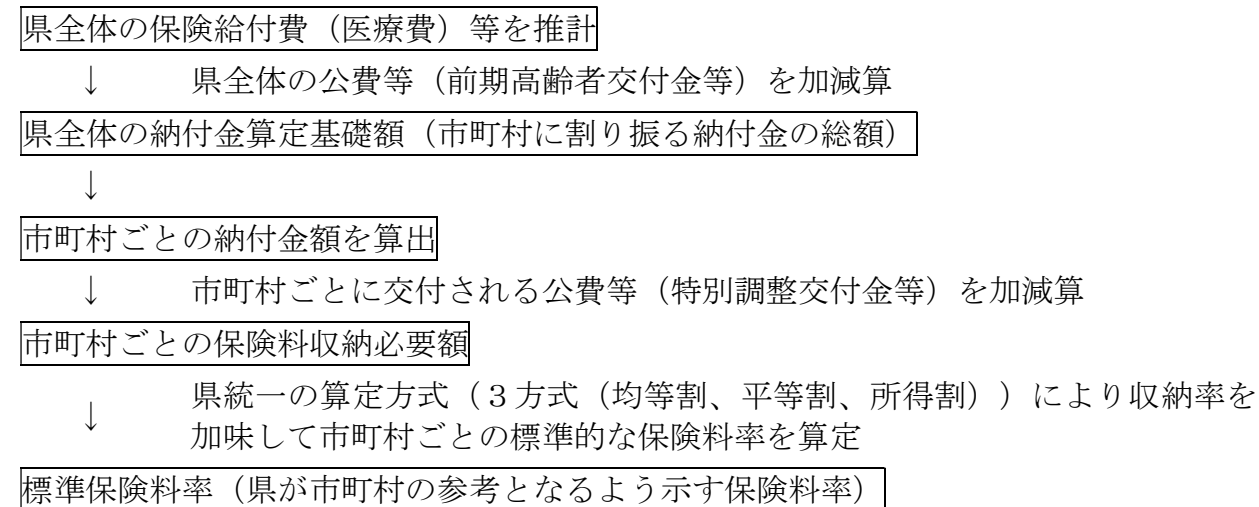 県全体の保険給付費（医療費）等を推計
↓　県全体の公費等（前期高齢者交付金等）を加減算
県全体の納付金算定基礎額（市町村に割り振る納付金の総額）
↓
市町村ごとの納付金額を算出
↓　市町村ごとに交付される公費等（特別調整交付金等）を加減算
市町村ごとの保険料収納必要額
↓　県統一の算定方式（３方式（均等割、平等割、所得割））により収納率を
加味して市町村ごとの標準的な保険料率を算定
標準保険料率（県が市町村の参考となるよう示す保険料率）